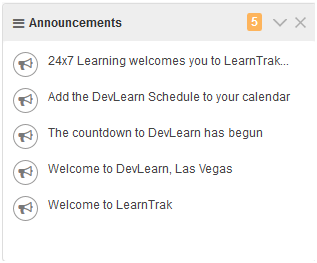 Announcements 5
24x7 Learning welcomes you to LearnTrak...
Add the DevLearn Schedule to your calendar
The countdown to DevLearn has begun
Welcome to DevLearn, Las Vegas
Welcome to LearnTrak